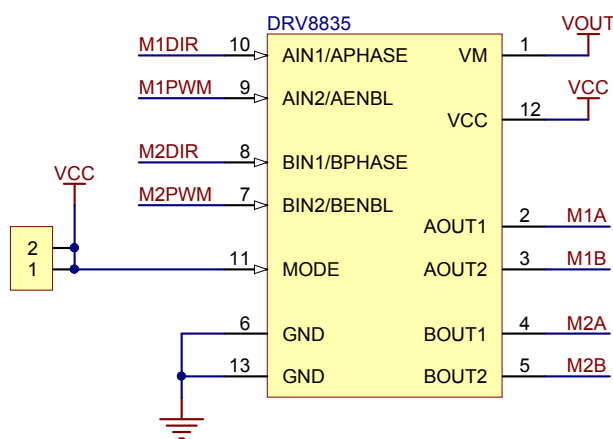 DRV8835
M1DIR 10 AIN1/APHASE VM 1 VOUT
M1PWM 9 AIN2/AENBL
VCC 12 VCC
M2DIR 8 BIN1/BPHASE
M2PWM 7 BIN2/BENBL
VCC
AOUT1 2 M1A
2
1 11 MODE AOUT2 3 M1B
6 GND BOUT1 4 M2A
13 GND BOUT2 5 M2B